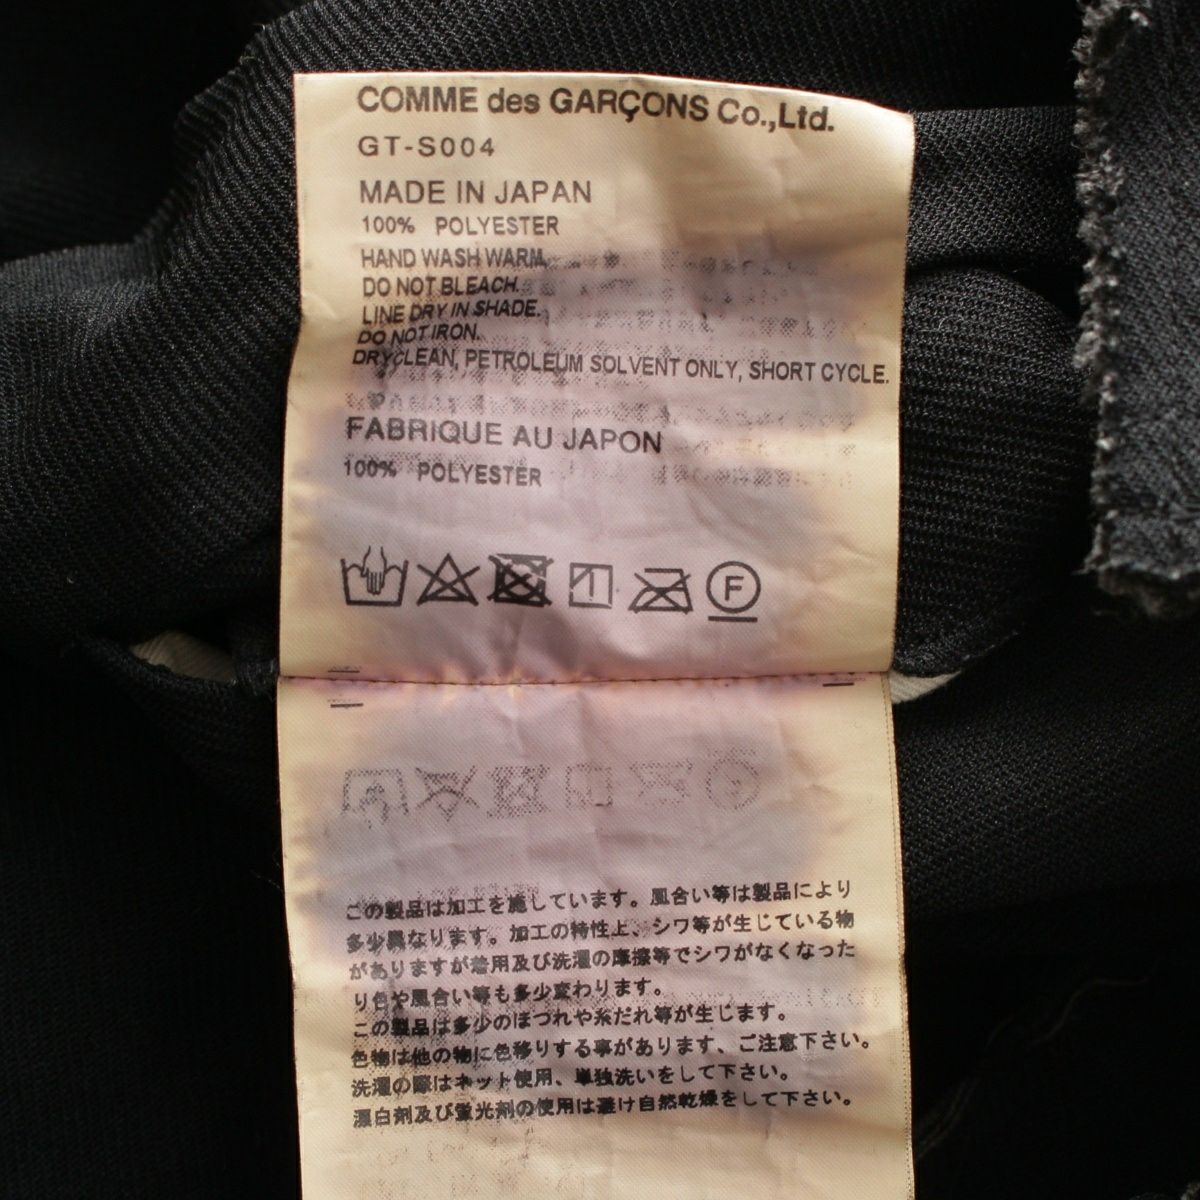 COMME des GARÇONS Co.,Ltd.
GT-S004
MADE IN JAPAN
100% POLYESTER
HAND WASH WARM,
DO NOT BLEACH.
LINE DRY IN SHADE.
DO NOT IRON.
DRYCLEAN, PETROLEUM SOLVENT ONLY, SHORT CYCLE.
FABRIQUE AU JAPON
100% POLYESTER
F
この製品は加工を施しています。風合い等は製品により
多少異なります。加工の特性上、シワ等が生じている物
がありますが着用及び洗濯の摩擦等でシワがなくなった
り色や風合い等も多少変わります。
この製品は多少のほつれや糸だれ等が生じます。
色物は他の物に色移りする事があります、ご注意下さい。
洗濯の際はネット使用、単独洗いをして下さい。
漂白剤及び蛍光剤の使用は避け自然乾燥をして下さい。